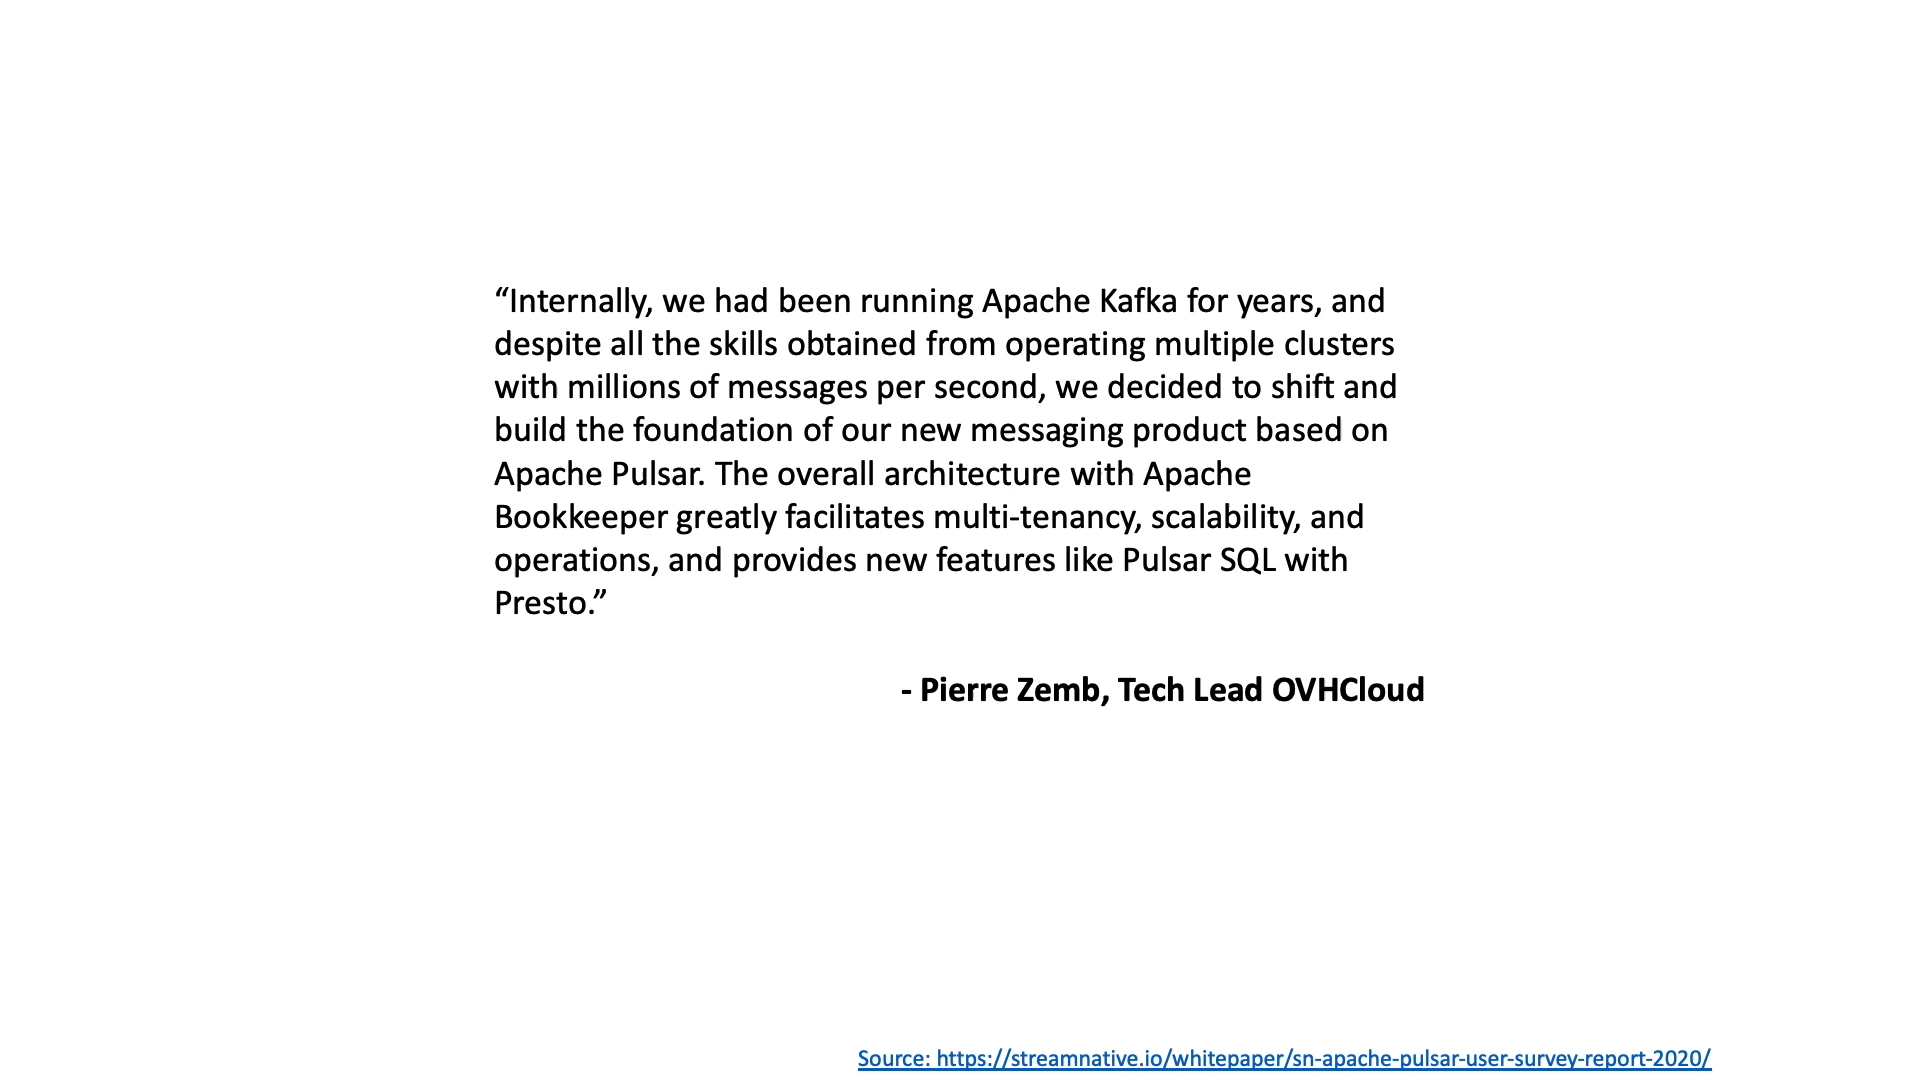 “Internally, we had been running Apache Kafka for years, and
despite all the skills obtained from operating multiple clusters
with millions of messages per second, we decided to shift and
build the foundation of our new messaging product based on
Apache Pulsar. The overall architecture with Apache
Bookkeeper greatly facilitates multi-tenancy, scalability, and
operations, and provides new features like Pulsar SQL with
Presto.”
- Pierre Zemb, Tech Lead OVHCloud
Source: https://streamnative.io/whitepaper/sn-apache-pulsar-user-survey-report-2020/